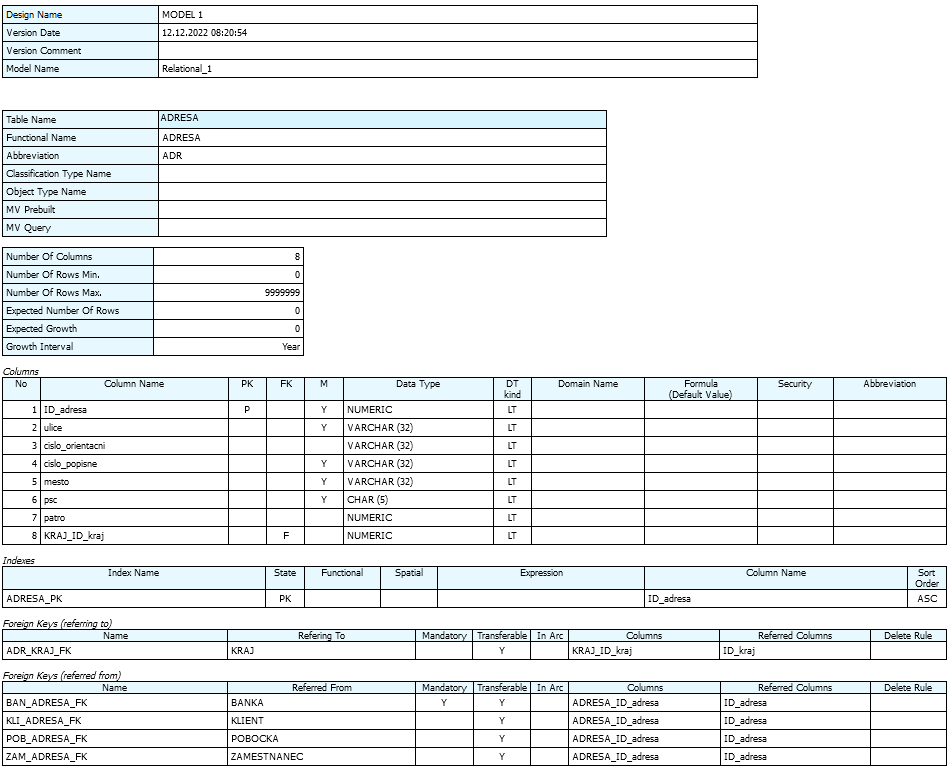 Design Name MODEL 1
Version Date 12.12.2022 08:20:54
Version Comment
Model Name Relational_1
Table Name ADRESA
Functional Name ADRESA
Abbreviation ADR
Classification Type Name
Object Type Name
MV Prebuilt
MV Query
Number Of Columns 8
Number Of Rows Min. 0
Number Of Rows Max. 9999999
Expected Number Of Rows 0
Expected Growth 0
Growth Interval Year
Columns
No Column Name PK FK M Data Type DT kind Domain Name Formula (Default Value) Security Abbreviation
1 ID_adresa P Y NUMERIC LT
2 ulice Y VARCHAR (32) LT
3 cislo_orientacni VARCHAR (32) LT
4 cislo_popisne Y VARCHAR (32) LT
5 mesto Y VARCHAR (32) LT
6 psc Y CHAR (5) LT
7 patro NUMERIC LT
8 KRAJ_ID_kraj F NUMERIC LT
Indexes
Index Name State Functional Spatial Expression Column Name Sort Order
ADRESA_PK PK ID_adresa ASC
Foreign Keys (referring to)
Name Refering To Mandatory Transferable In Arc Columns Referred Columns Delete Rule
ADR_KRAJ_FK KRAJ Y KRAJ_ID_kraj ID_kraj
Foreign Keys (referred from)
Name Referred From Mandatory Transferable In Arc Columns Referred Columns Delete Rule
BAN_ADRESA_FK BANKA Y Y ADRESA_ID_adresa ID_adresa
KLI_ADRESA_FK KLIENT Y ADRESA_ID_adresa ID_adresa
POB_ADRESA_FK POBOCKA Y ADRESA_ID_adresa ID_adresa
ZAM_ADRESA_FK ZAMESTNANEC Y ADRESA_ID_adresa ID_adresa